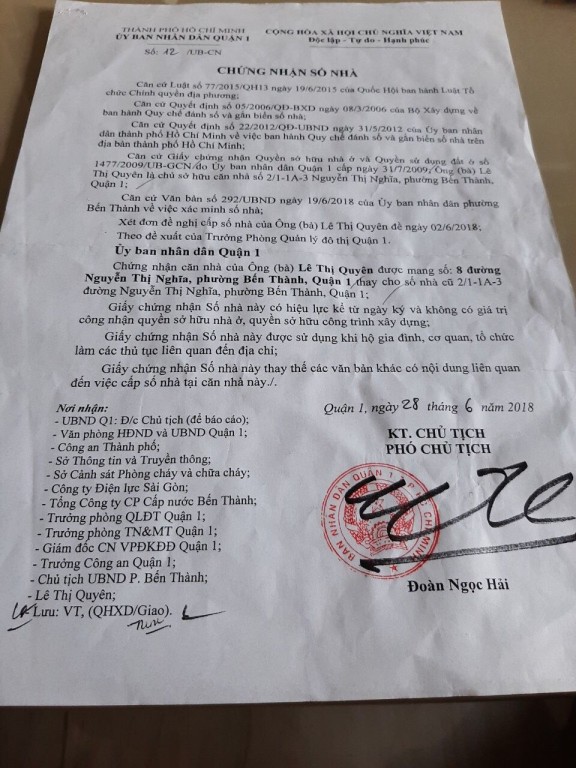 THÀNH PHỐ HỒ CHÍ MINH
ỦY BAN NHÂN DÂN QUẬN 1
Số: 12 /UB-CN
CỘNG HÒA XÃ HỘI CHỦ NGHĨA VIỆT NAM
Độc lập - Tự do - Hạnh phúc
CHỨNG NHẬN SỐ NHÀ
Căn cứ Luật số 77/2015/QH13 ngày 19/6/2015 của Quốc Hội ban hành Luật Tổ
chức Chính quyền địa phương;
Căn cứ Quyết định số 05/2006/QĐ-BXD ngày 08/3/2006 của Bộ Xây dựng về
ban hành Quy chế đánh số và gắn biển số nhà;
Căn cứ Quyết định số 22/2012/QĐ-UBND ngày 31/5/2012 của Ủy ban nhân
dân thành phố Hồ Chí Minh về việc ban hành Quy chế đánh số và gắn biển số nhà trên
địa bàn thành phố Hồ Chí Minh;
Căn cứ Giấy chứng nhận Quyền sở hữu nhà ở và Quyền sử dụng đất ở số
1477/2009/UB-GCN/do Ủy ban nhân dân Quận 1 cấp ngày 31/7/2009; Ông (bà) Lê
Thị Quyên là chủ sở hữu căn nhà số 2/1-1A-3 Nguyễn Thị Nghĩa, phường Bến Thành,
Quận 1;
Căn cứ Văn bản số 292/UBND ngày 19/6/2018 của Ủy ban nhân dân phường
Bến Thành về việc xác minh số nhà;
Xét đơn đề nghị cấp số nhà của Ông (bà) Lê Thị Quyên đề ngày 02/6/2018;
Theo đề xuất của Trưởng Phòng Quản lý đô thị Quận 1.
Ủy ban nhân dân Quận 1
Chứng nhận căn nhà của Ông (bà) Lê Thị Quyên được mang số: 8 đường
Nguyễn Thị Nghĩa, phường Bến Thành, Quận 1 thay cho số nhà cũ 2/1-1A-3
đường Nguyễn Thị Nghĩa, phường Bến Thành, Quận 1;
Giấy chứng nhận Số nhà này có hiệu lực kể từ ngày ký và không có giá trị
công nhận quyền sở hữu nhà ở, quyền sở hữu công trình xây dựng;
Giấy chứng nhận Số nhà này được sử dụng khi hộ gia đình, cơ quan, tổ chức
làm các thủ tục liên quan đến địa chỉ;
Giấy chứng nhận Số nhà này thay thế các văn bản khác có nội dung liên quan
đến việc cấp số nhà tại căn nhà này./.
Nơi nhận:
- UBND Q1: Đ/c Chủ tịch (để báo cáo);
- Văn phòng HĐND và UBND Quận 1;
- Công an Thành phố;
- Sở Thông tin và Truyền thông;
- Sở Cảnh sát Phòng cháy và chữa cháy;
- Công ty Điện lực Sài Gòn;
- Tổng Công ty CP Cấp nước Bến Thành;
- Trưởng phòng QLĐT Quận 1;
- Trưởng phòng TN&MT Quận 1;
- Giám đốc CN VPĐKĐĐ Quận 1;
- Trưởng Công an Quận 1;
- Chủ tịch UBND P. Bến Thành;
- Lê Thị Quyên;
- Lưu: VT, (QHXD/Giao).
Quận 1, ngày 28 tháng 6 năm 2018
KT. CHỦ TỊCH
PHÓ CHỦ TỊCH
BAN NHÂN DÂN QUẬN 1 T.P HỒ CHÍ MINH
Đoàn Ngọc Hải